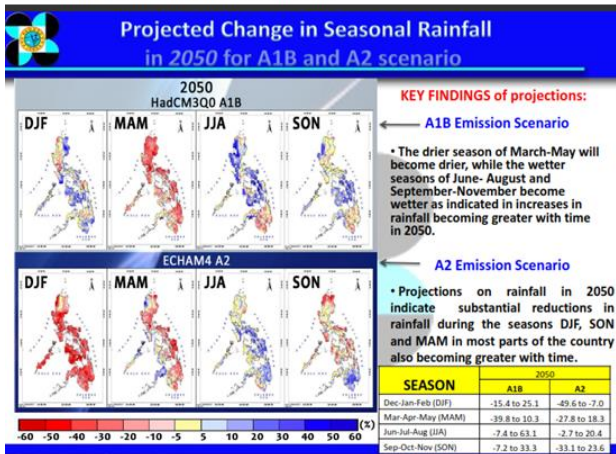 Projected Change in Seasonal Rainfall
in 2050 for A1B and A2 scenario
2050
HadCM3Q0 A1B
DJF
MAM
JJA
SON
ECHAM4 A2
DJF
MAM
JJA
SON
-60 -50 -40 -30 -20 -10 -5 5 10 20 30 40 50 60 (%)
KEY FINDINGS of projections:
A1B Emission Scenario
• The drier season of March-May will
become drier, while the wetter
seasons of June- August and
September-November become
wetter as indicated in increases in
rainfall becoming greater with time
in 2050.
A2 Emission Scenario
• Projections on rainfall in 2050
indicate substantial reductions in
rainfall during the seasons DJF, SON
and MAM in most parts of the country
also becoming greater with time.
SEASON 2050
A1B A2
Dec-Jan-Feb (DJF) -15.4 to 25.1 -49.6 to -7.0
Mar-Apr-May (MAM) -39.8 to 10.3 -27.8 to 18.3
Jun-Jul-Aug (JJA) -7.4 to 63.1 -2.7 to 20.4
Sep-Oct-Nov (SON) -7.2 to 33.3 -33.1 to 23.6